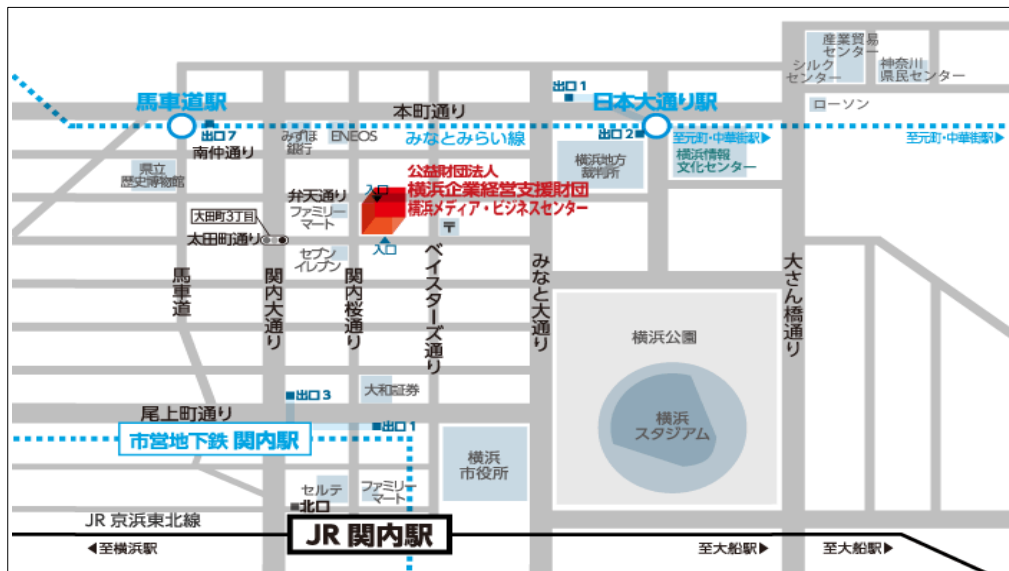 産業貿易
センター
シルク
センター
神奈川
県民センター
馬車道駅
出口1
日本大通り駅
ローソン
本町通り
出口7
みずほ
銀行
ENEOS
みなとみらい線
出口2
至元町・中華街駅▶
至元町・中華街駅▶
南仲通り
県立
歴史博物館
横浜地方
裁判所
横浜情報
文化センター
公益財団法人
横浜企業経営支援財団
横浜メディア・ビジネスセンター
入口
弁天通り
ファミリー
マート
大田町3丁目
太田町通り
〒
セブン
イレブン
入口
馬車道
関内大通り
関内桜通り
ベイスターズ通り
みなと大通り
大さん橋通り
横浜公園
横浜
スタジアム
大和証券
出口3
尾上町通り
出口1
市営地下鉄 関内駅
横浜
市役所
セルテ
ファミリー
マート
北口
JR 京浜東北線
JR 関内駅
◀至横浜駅
至大船駅▶
至大船駅▶